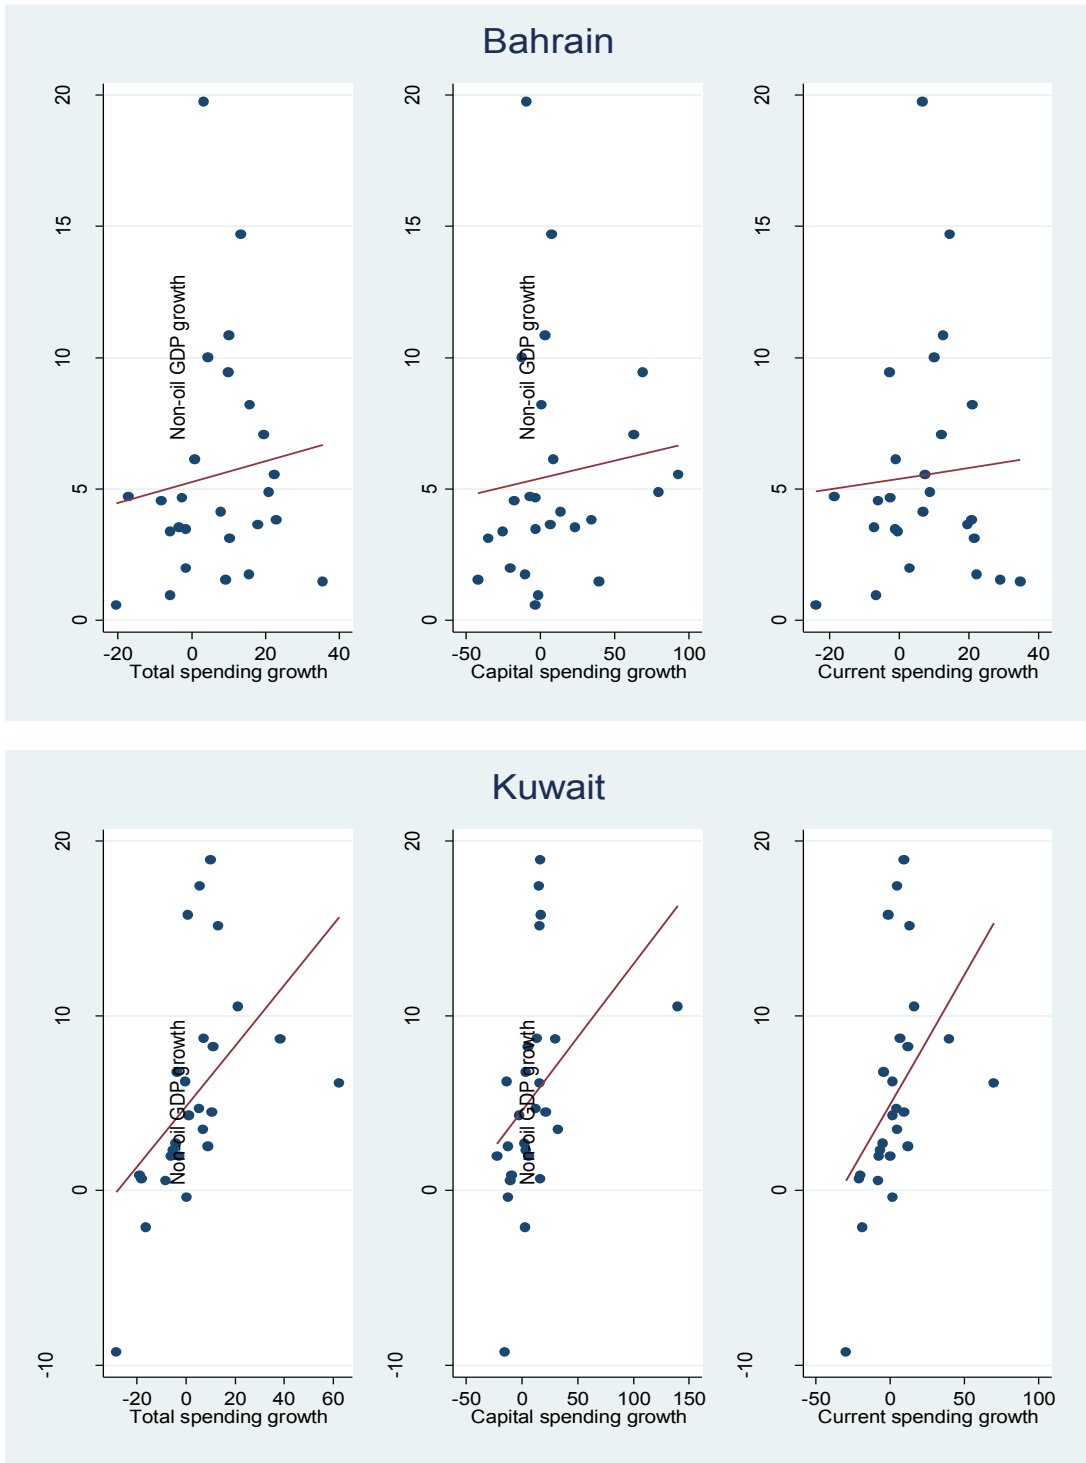 Bahrain
20
15
10
5
0
Non-oil GDP growth
-20 0 20 40
Total spending growth
20
15
10
5
0
Non-oil GDP growth
-50 0 50 100
Capital spending growth
20
15
10
5
0
-20 0 20 40
Current spending growth
Kuwait
20
10
0
-10
Non-oil GDP growth
-20 0 20 40 60
Total spending growth
20
10
0
-10
Non-oil GDP growth
-50 0 50 100 150
Capital spending growth
20
10
0
-10
-50 0 50 100
Current spending growth